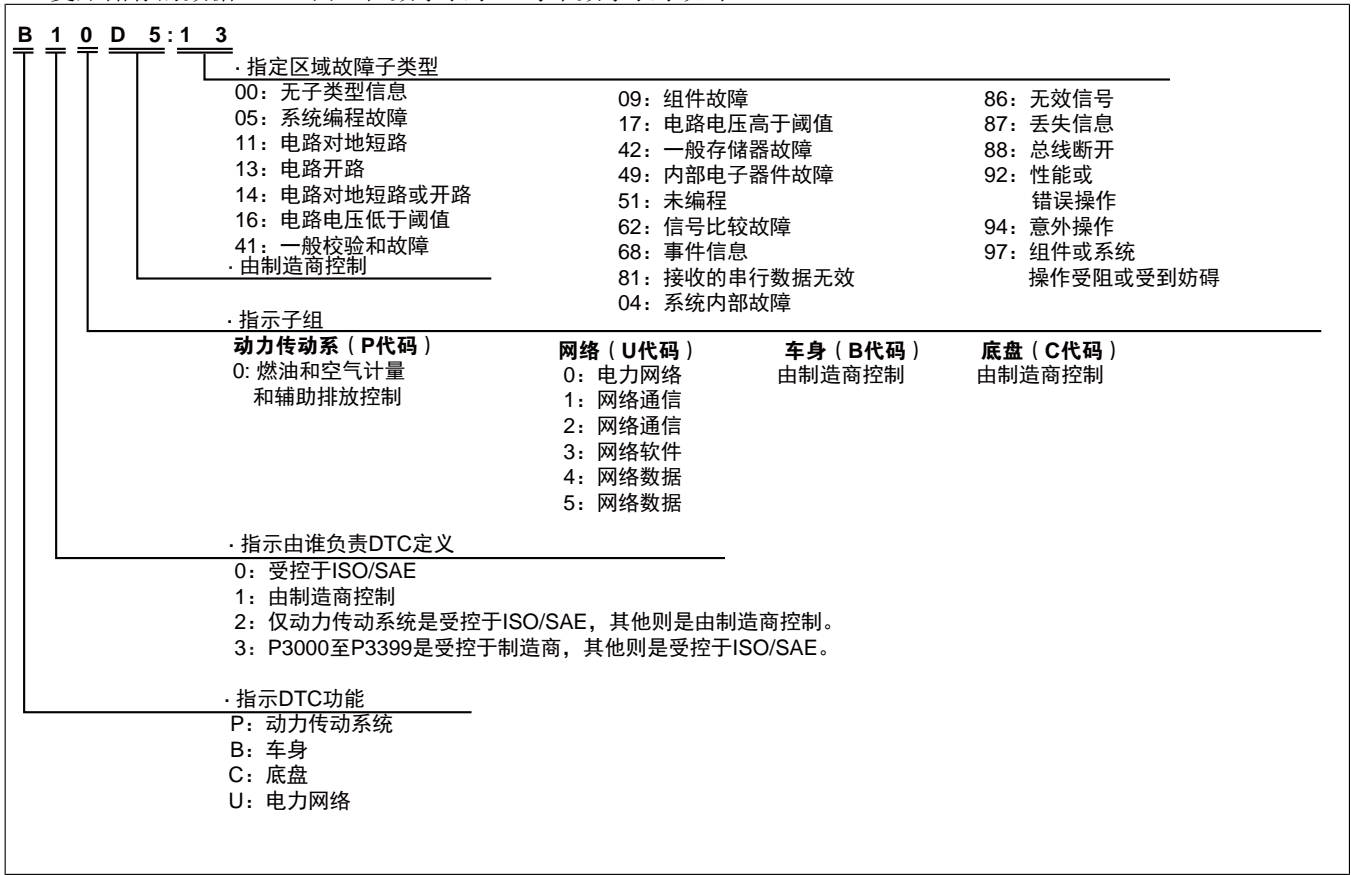 B 1 0 D 5:1 3
· 指定区域故障子类型
00：无子类型信息
05：系统编程故障
11：电路对地短路
13：电路开路
14：电路对地短路或开路
16：电路电压低于阈值
41：一般校验和故障
09：组件故障
17：电路电压高于阈值
42：一般存储器故障
49：内部电子器件故障
51：未编程
62：信号比较故障
68：事件信息
81：接收的串行数据无效
04：系统内部故障
86：无效信号
87：丢失信息
88：总线断开
92：性能或
错误操作
94：意外操作
97：组件或系统
操作受阻或受到妨碍
· 由制造商控制
· 指示子组
动力传动系（P代码）
0: 燃油和空气计量
和辅助排放控制
网络（U代码）
0：电力网络
1：网络通信
2：网络通信
3：网络软件
4：网络数据
5：网络数据
车身（B代码）
由制造商控制
底盘（C代码）
由制造商控制
· 指示由谁负责DTC定义
0：受控于ISO/SAE
1：由制造商控制
2：仅动力传动系统是受控于ISO/SAE，其他则是由制造商控制。
3：P3000至P3399是受控于制造商，其他则是受控于ISO/SAE。
· 指示DTC功能
P：动力传动系统
B：车身
C：底盘
U：电力网络